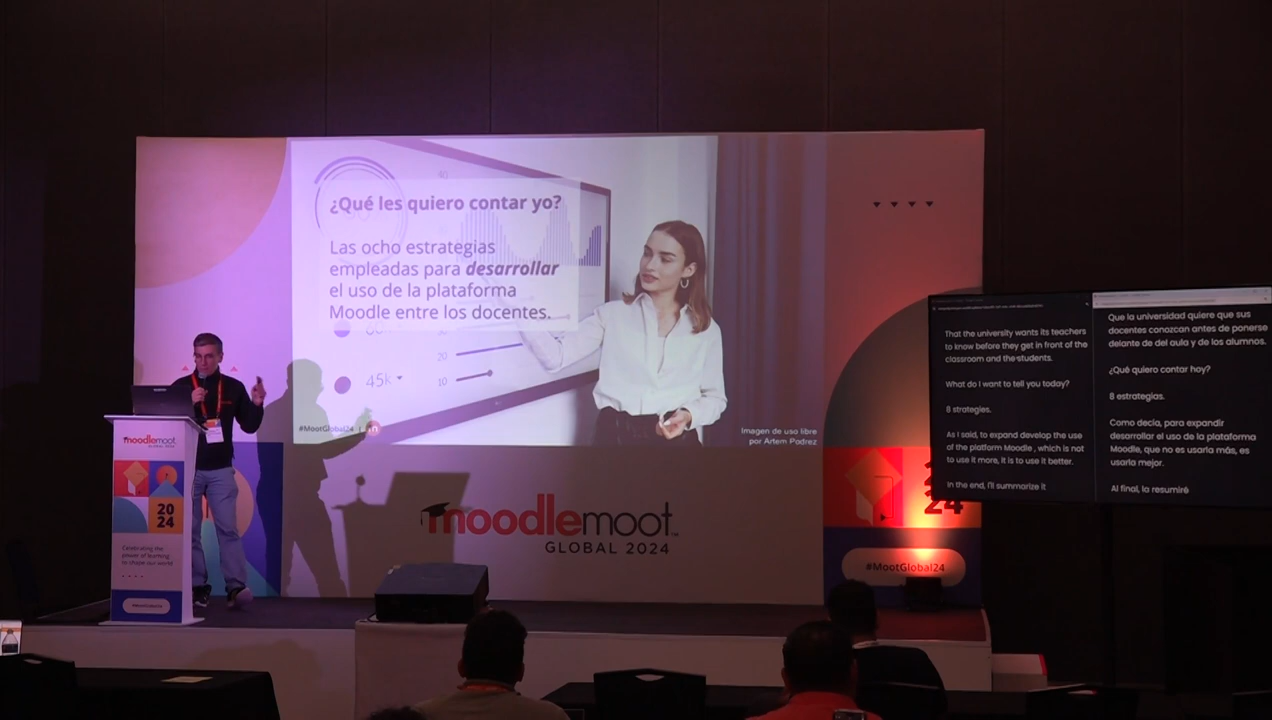 ¿Qué les quiero contar yo?
Las ocho estrategias
empleadas para desarrollar
el uso de la plataforma
Moodle entre los docentes.
40
20
45k
10
#MootGlobal24
Imagen de uso libre
por Artem Podrez
moodlemoot
GLOBAL 2024
20
24
Celebrating the
power of learning
to shape our world
moodlemoot™
GLOBAL 2024
24
#MootGlobal24
That the university wants its teachers
to know before they get in front of the
classroom and the students.
What do I want to tell you today?
8 strategies.
As I said, to expand develop the use
of the platform Moodle , which is not
to use it more, it is to use it better.
In the end, I'll summarize it
Que la universidad quiere que sus
docentes conozcan antes de ponerse
delante de del aula y de los alumnos.
¿Qué quiero contar hoy?
8 estrategias.
Como decía, para expandir
desarrollar el uso de la plataforma
Moodle, que no es usarla más, es
usarla mejor.
Al final, la resumiré